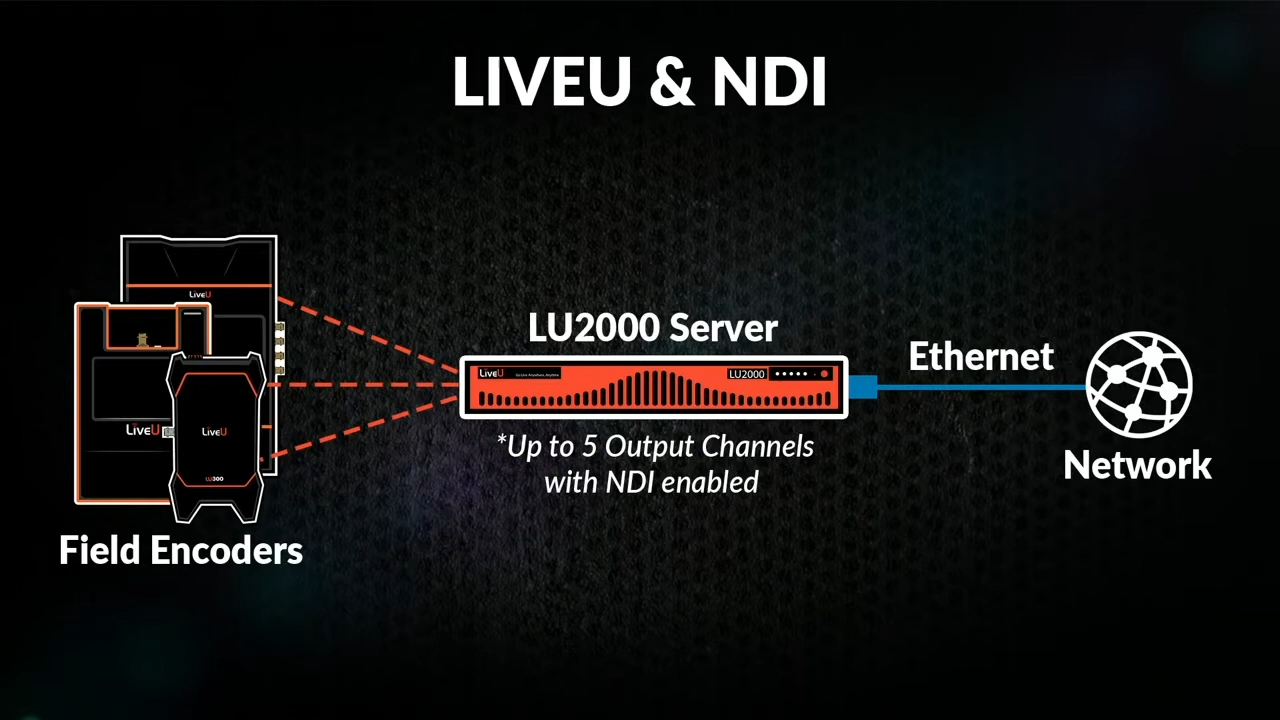 LIVEU & NDI
LiveU
LiveU
LiveU
LU300
Field Encoders
LU2000 Server
LiveU
LU2000
*Up to 5 Output Channels
with NDI enabled
Ethernet
Network